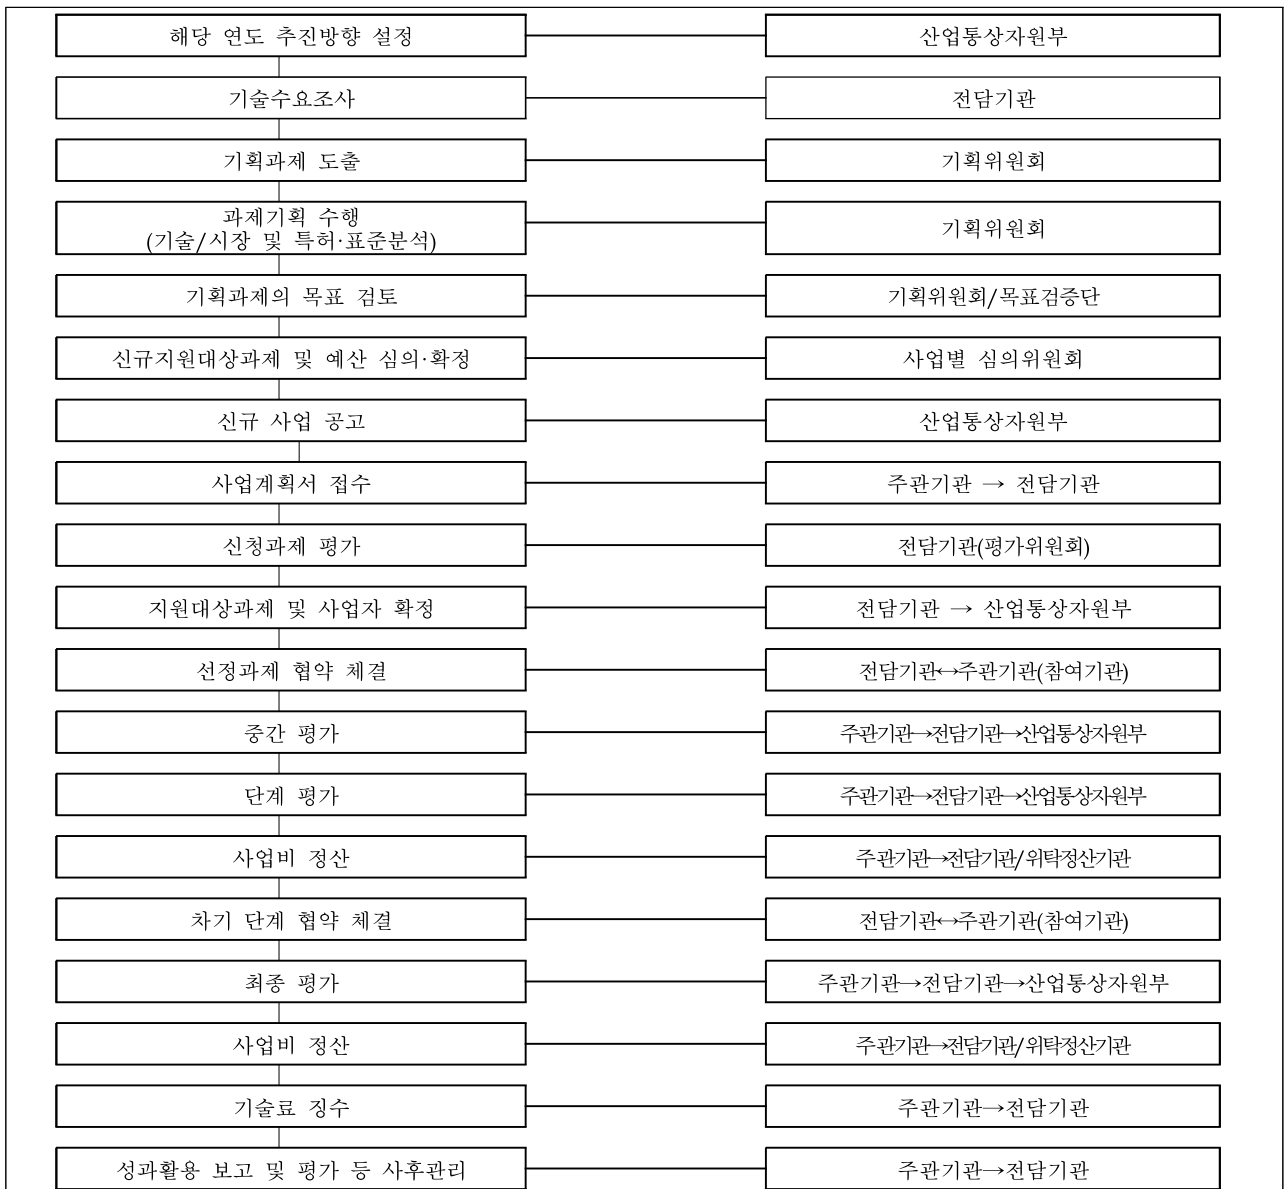 해당 연도 추진방향 설정
산업통상자원부
기술수요조사
전담기관
기획과제 도출
기획위원회
과제기획 수행
(기술/시장 및 특허·표준분석)
기획위원회
기획과제의 목표 검토
기획위원회/목표검증단
신규지원대상과제 및 예산 심의·확정
사업별 심의위원회
신규 사업 공고
산업통상자원부
사업계획서 접수
주관기관 → 전담기관
신청과제 평가
전담기관(평가위원회)
지원대상과제 및 사업자 확정
전담기관 → 산업통상자원부
선정과제 협약 체결
전담기관↔주관기관(참여기관)
중간 평가
주관기관→전담기관→산업통상자원부
단계 평가
주관기관→전담기관→산업통상자원부
사업비 정산
주관기관→전담기관/위탁정산기관
차기 단계 협약 체결
전담기관↔주관기관(참여기관)
최종 평가
주관기관→전담기관→산업통상자원부
사업비 정산
주관기관→전담기관/위탁정산기관
기술료 징수
주관기관→전담기관
성과활용 보고 및 평가 등 사후관리
주관기관→전담기관